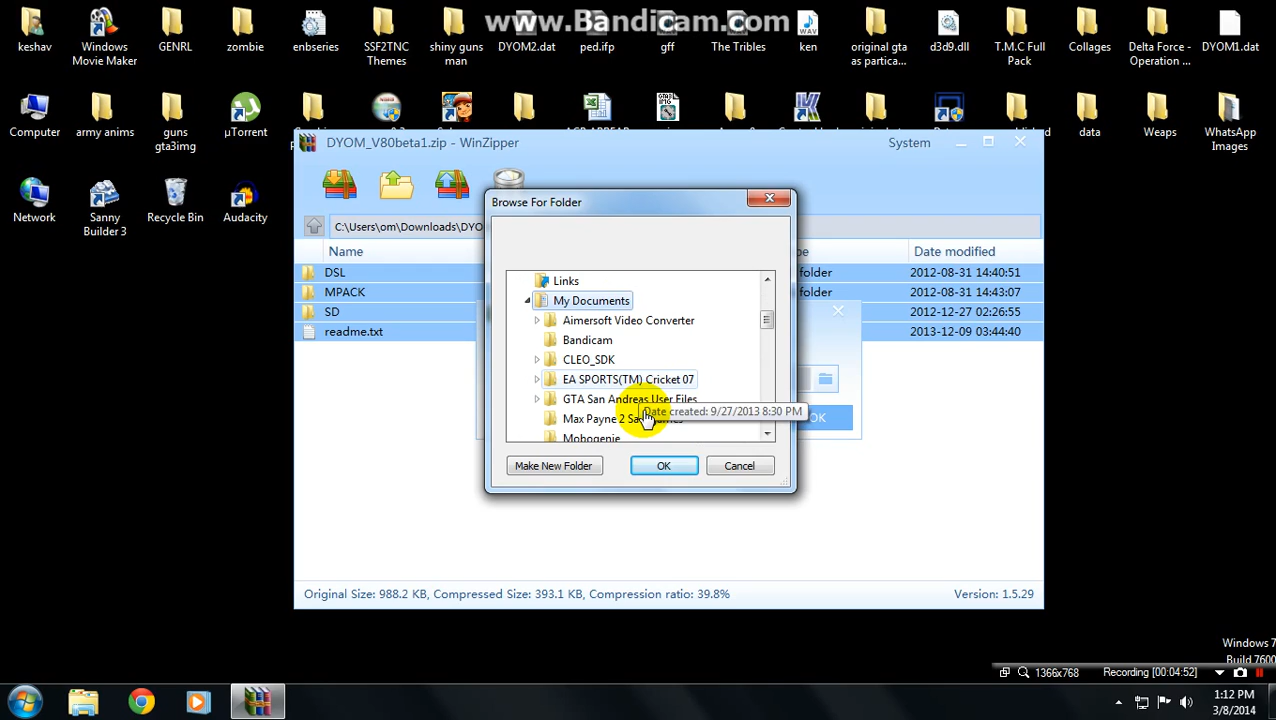 www.Bandicam.com
keshav
Windows Movie Maker
GENRL
zombie
enbseries
SSF2TNC Themes
shiny guns man
DYOM2.dat
ped.ifp
gff
The Tribles
ken
original gta as partica...
d3d9.dll
T.M.C Full Pack
Collages
Delta Force - Operation ...
DYOM1.dat
Computer
army anims
guns gta3img
µTorrent
data
Weaps
WhatsApp Images
Network
Sanny Builder 3
Recycle Bin
Audacity
DYOM_V80beta1.zip - WinZipper
System
C:\Users\om\Downloads\DYO
Name
Date modified
DSL
folder
2012-08-31 14:40:51
MPACK
folder
2012-08-31 14:43:07
SD
folder
2012-12-27 02:26:55
readme.txt
2013-12-09 03:44:40
Browse For Folder
Links
My Documents
Aimersoft Video Converter
Bandicam
CLEO_SDK
EA SPORTS(TM) Cricket 07
GTA San Andreas User Files
Date created: 9/27/2013 8:30 PM
Max Payne 2
Mobogenie
Make New Folder
OK
Cancel
OK
Original Size: 988.2 KB, Compressed Size: 393.1 KB, Compression ratio: 39.8%
Version: 1.5.29
Windows 7
Build 7600
1366x768
Recording [00:04:52]
1:12 PM
3/8/2014